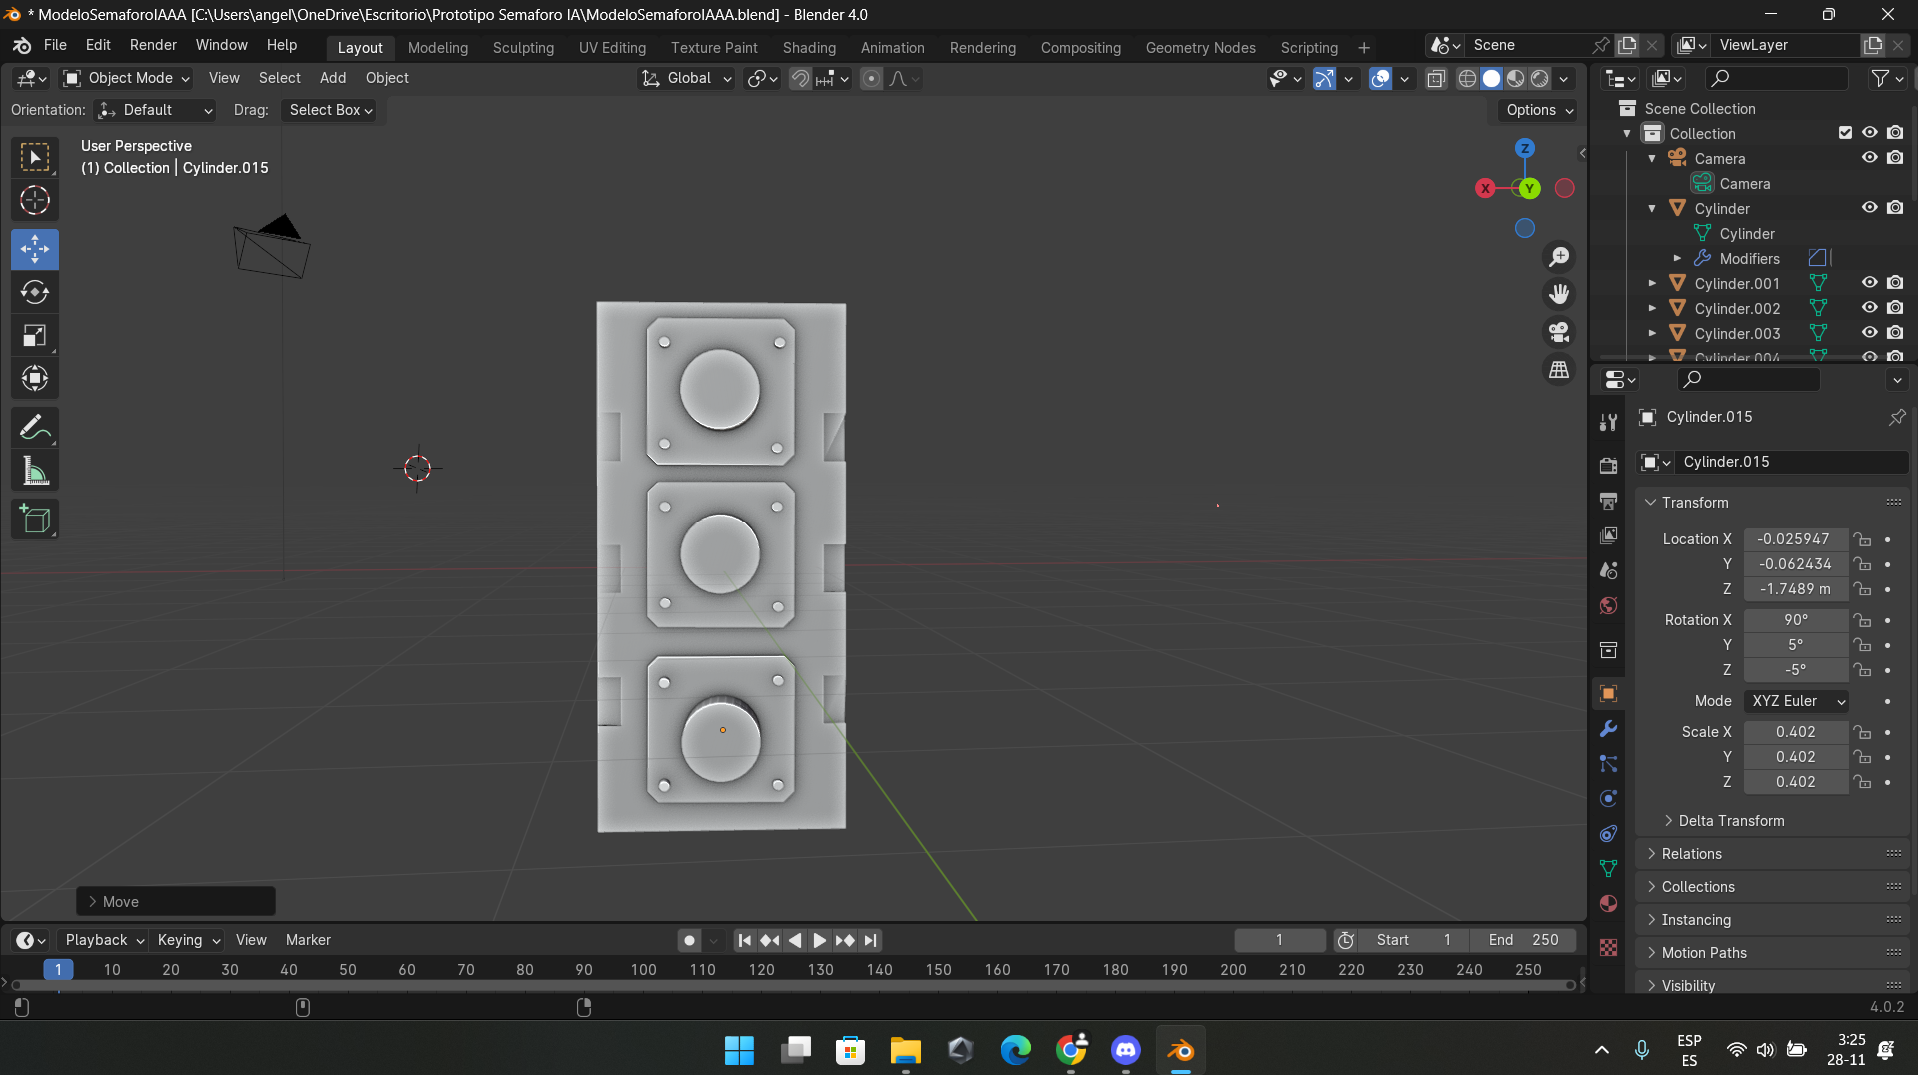 * ModeloSemaforoIAAA [C:\Users\angel\OneDrive\Escritorio\Prototipo Semaforo IA\ModeloSemaforoIAAA.blend] - Blender 4.0
File Edit Render Window Help
Layout Modeling Sculpting UV Editing Texture Paint Shading Animation Rendering Compositing Geometry Nodes Scripting +
Scene
ViewLayer
Object Mode View Select Add Object
Global
Orientation: Default Drag: Select Box
Options
User Perspective
(1) Collection | Cylinder.015
Z
X
Y
Scene Collection
Collection
Camera
Camera
Cylinder
Cylinder
Modifiers
Cylinder.001
Cylinder.002
Cylinder.003
Cylinder.004
Cylinder.015
Cylinder.015
Transform
Location X -0.025947
Y -0.062434
Z -1.7489 m
Rotation X 90°
Y 5°
Z -5°
Mode XYZ Euler
Scale X 0.402
Y 0.402
Z 0.402
Delta Transform
Relations
Collections
Instancing
Motion Paths
Visibility
Move
Playback Keying View Marker
1
Start 1
End 250
1 10 20 30 40 50 60 70 80 90 100 110 120 130 140 150 160 170 180 190 200 210 220 230 240 250
4.0.2
ESP
ES
3:25
28-11